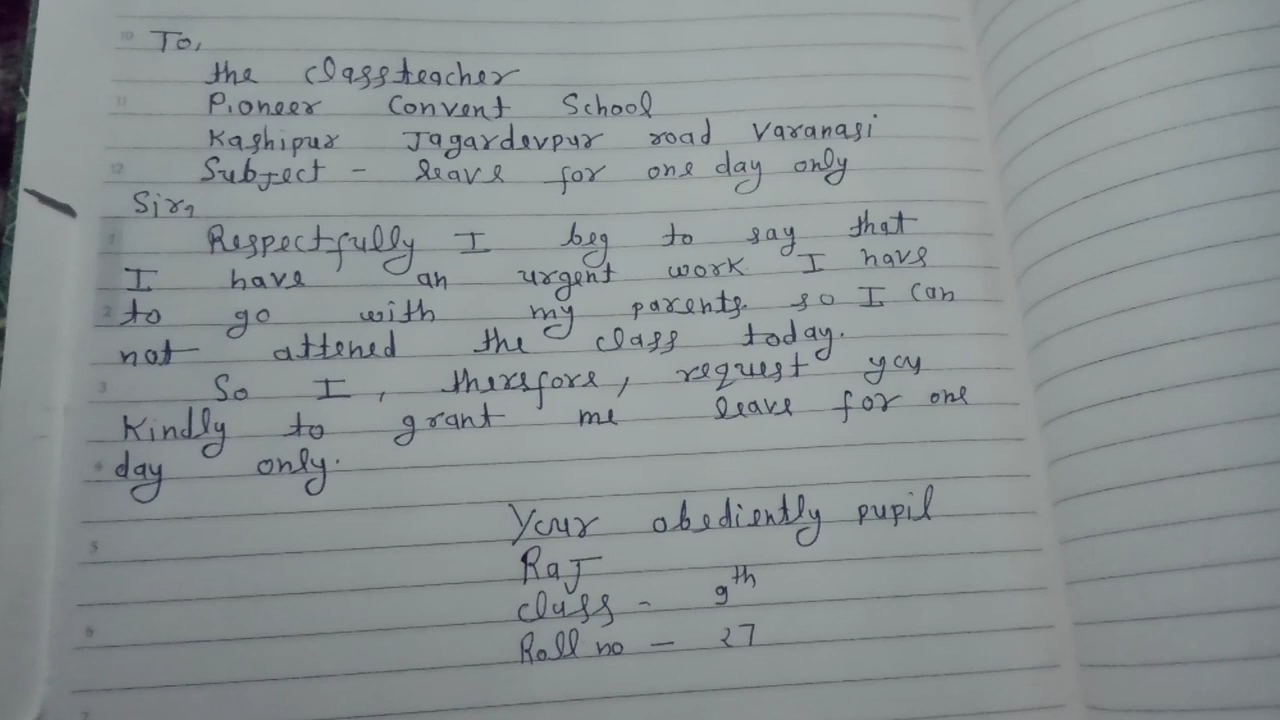 To,
the classteacher
Pioneer Convent School
Kashipur Jagardevpur road Varanasi
Subject - leave for one day only
Sir,
Respectfully I beg to say that
I have an urgent work I have
to go with my parents. so I can
not attened the class today.
So I, therefore, request you
Kindly to grant me leave for one
day only.
Your obediently pupil
Raj
class - 9th
Roll no - 27